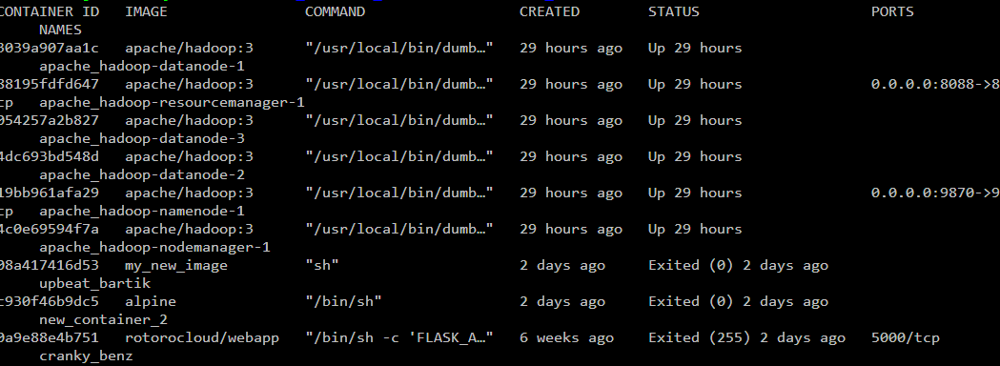 CONTAINER ID IMAGE COMMAND CREATED STATUS PORTS
NAMES
3039a907aa1c apache/hadoop:3 "/usr/local/bin/dumb…" 29 hours ago Up 29 hours
apache_hadoop-datanode-1
88195fdfd647 apache/hadoop:3 "/usr/local/bin/dumb…" 29 hours ago Up 29 hours 0.0.0.0:8088->8
cp apache_hadoop-resourcemanager-1
054257a2b827 apache/hadoop:3 "/usr/local/bin/dumb…" 29 hours ago Up 29 hours
apache_hadoop-datanode-3
4dc693bd548d apache/hadoop:3 "/usr/local/bin/dumb…" 29 hours ago Up 29 hours
apache_hadoop-datanode-2
19bb961afa29 apache/hadoop:3 "/usr/local/bin/dumb…" 29 hours ago Up 29 hours 0.0.0.0:9870->9
cp apache_hadoop-namenode-1
4c0e69594f7a apache/hadoop:3 "/usr/local/bin/dumb…" 29 hours ago Up 29 hours
apache_hadoop-nodemanager-1
08a417416d53 my_new_image "sh" 2 days ago Exited (0) 2 days ago
upbeat_bartik
c930f46b9dc5 alpine "/bin/sh" 2 days ago Exited (0) 2 days ago
new_container_2
0a9e88e4b751 rotorocloud/webapp "/bin/sh -c 'FLASK_A…" 6 weeks ago Exited (255) 2 days ago 5000/tcp
cranky_benz